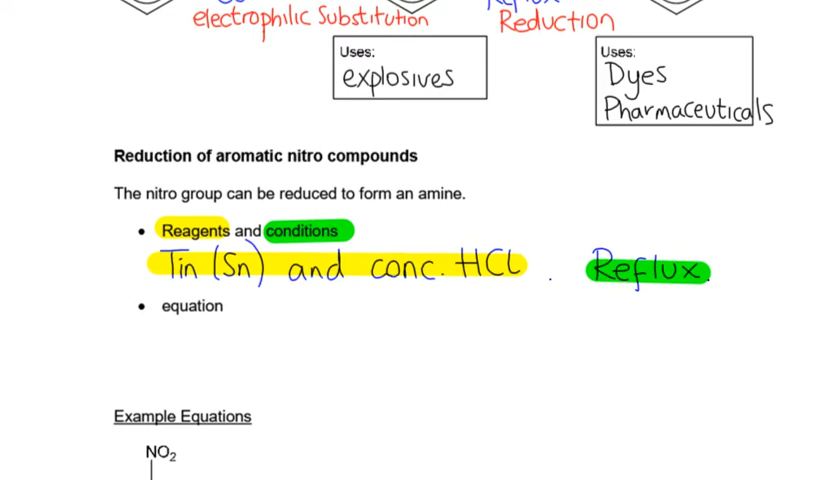 electrophilic Substitution
Reflux
Reduction
Uses:
explosives
Uses:
Dyes
Pharmaceuticals
Reduction of aromatic nitro compounds
The nitro group can be reduced to form an amine.
• Reagents and conditions
Tin (Sn) and conc. HCl. Reflux.
• equation
Example Equations
NO₂